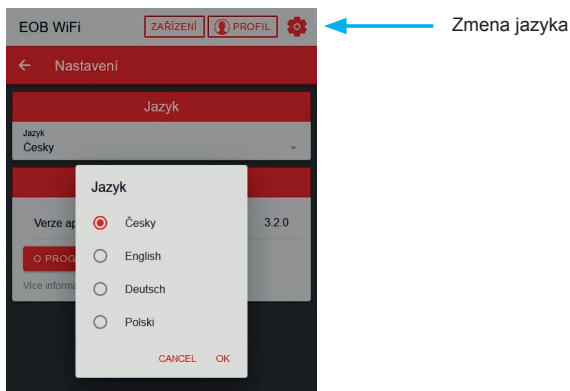 EOB WiFi ZAŘÍZENÍ PROFIL
Zmena jazyka
Nastavení
Jazyk
Jazyk
Česky
Jazyk
Verze ap 3.2.0
Česky
O PROG
English
Více informa
Deutsch
Polski
CANCEL OK